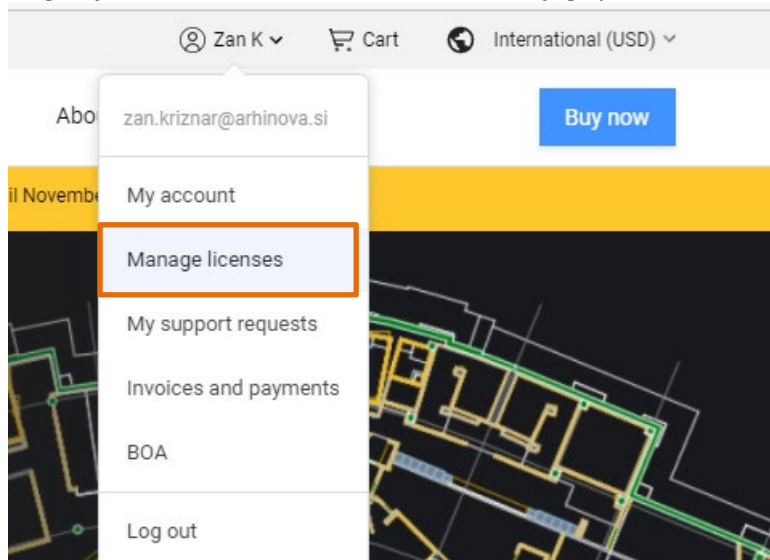 Zan K
Cart
International (USD)
Abo
zan.kriznar@arhinova.si
Buy now
il Novembe
My account
Manage licenses
My support requests
Invoices and payments
BOA
Log out